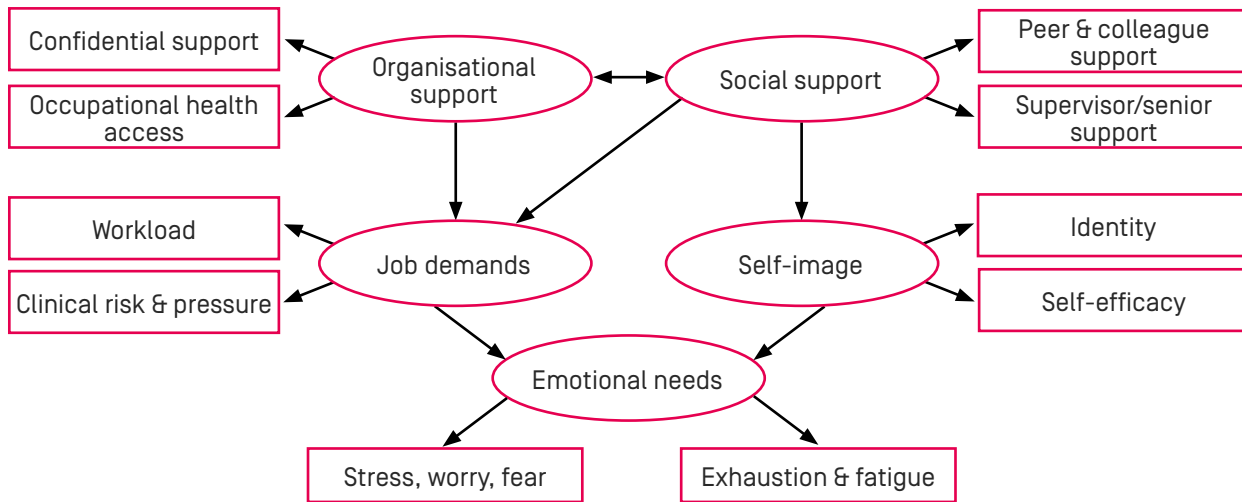 Confidential support
Organisational
support
Social support
Peer & colleague
support
Occupational health
access
Supervisor/senior
support
Workload
Job demands
Self-image
Identity
Clinical risk & pressure
Self-efficacy
Emotional needs
Stress, worry, fear
Exhaustion & fatigue